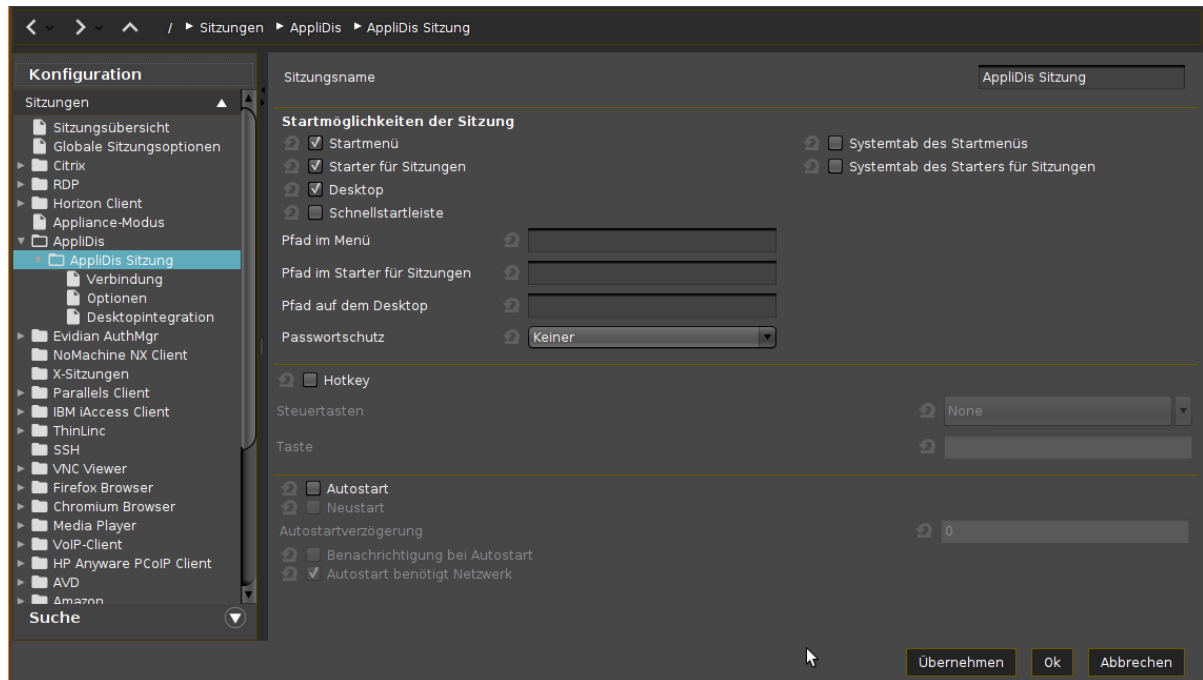 / Sitzungen AppliDis AppliDis Sitzung
Konfiguration
Sitzungen
Sitzungsübersicht
Globale Sitzungsoptionen
Citrix
RDP
Horizon Client
Appliance-Modus
AppliDis
AppliDis Sitzung
Verbindung
Optionen
Desktopintegration
Evidian AuthMgr
NoMachine NX Client
X-Sitzungen
Parallels Client
IBM iAccess Client
ThinLinc
SSH
VNC Viewer
Firefox Browser
Chromium Browser
Media Player
VoIP-Client
HP Anyware PCoIP Client
AVD
Amazon
Suche
Sitzungsname AppliDis Sitzung
Startmöglichkeiten der Sitzung
Startmenü Systemtab des Startmenüs
Starter für Sitzungen Systemtab des Starters für Sitzungen
Desktop
Schnellstartleiste
Pfad im Menü
Pfad im Starter für Sitzungen
Pfad auf dem Desktop
Passwortschutz Keiner
Hotkey
Steuertasten None
Taste
Autostart
Neustart
Autostartverzögerung 0
Benachrichtigung bei Autostart
Autostart benötigt Netzwerk
Übernehmen Ok Abbrechen